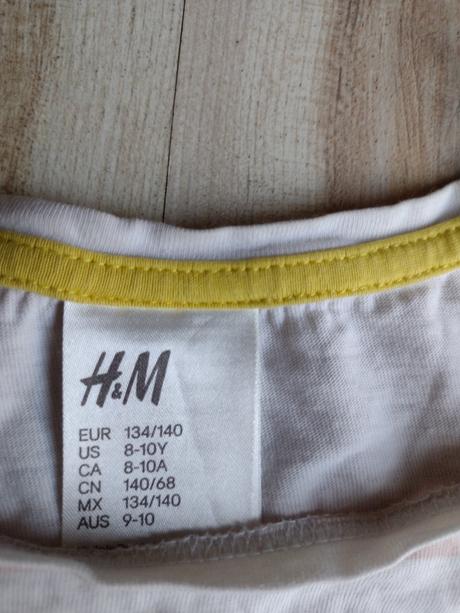 H&M
EUR 134/140
US 8-10Y
CA 8-10A
CN 140/68
MX 134/140
AUS 9-10